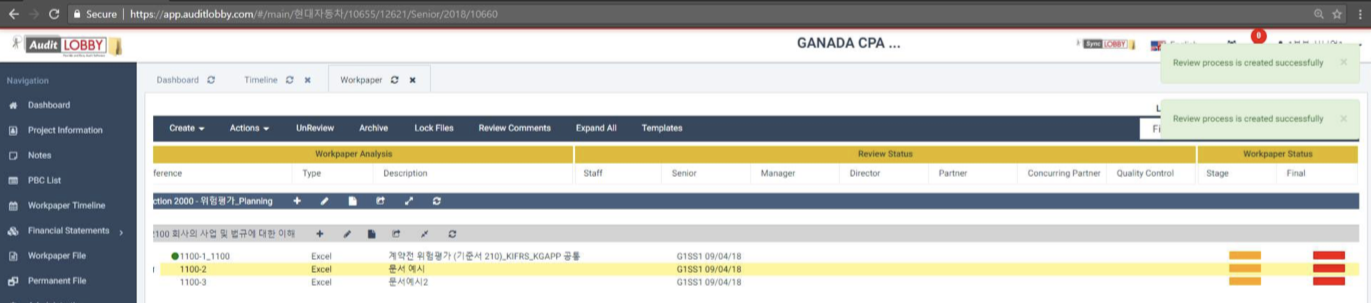 Secure | https://app.auditlobby.com/#/main/현대자동차/10655/12621/Senior/2018/10660
Audit LOBBY
GANADA CPA ...
Sync LOBBY
0
Review process is created successfully ×
Review process is created successfully ×
Navigation
Dashboard
Project Information
Notes
PBC List
Workpaper Timeline
Financial Statements
Workpaper File
Permanent File
Dashboard Timeline × Workpaper ×
Create Actions UnReview Archive Lock Files Review Comments Expand All Templates
Workpaper Analysis Review Status Workpaper Status
ference Type Description Staff Senior Manager Director Partner Concurring Partner Quality Control Stage Final
ction 2000 - 위험평가_Planning
2100 회사의 사업 및 법규에 대한 이해
1100-1_1100 Excel 계약전 위험평가 (기준서 210)_KIFRS_KGAPP 공통 G1SS1 09/04/18
1100-2 Excel 문서 예시 G1SS1 09/04/18
1100-3 Excel 문서예시2 G1SS1 09/04/18